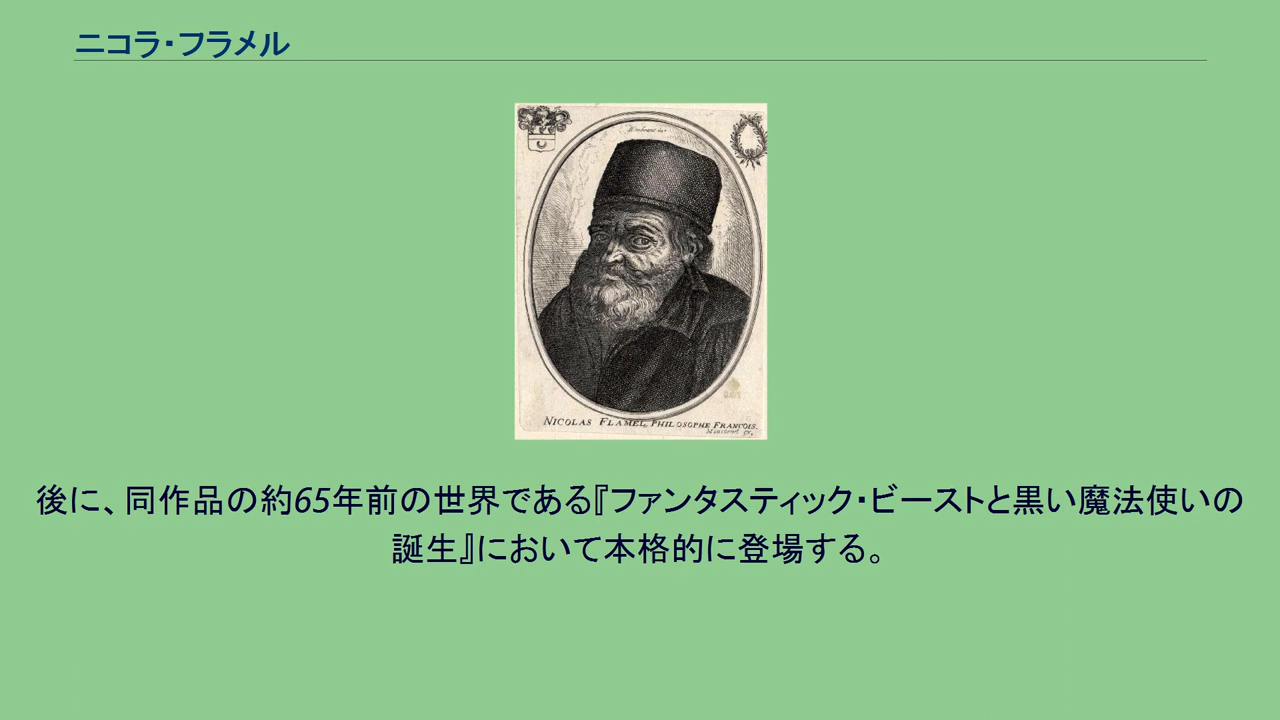 ニコラ・フラメル
NICOLAS FLAMEL, PHILOSOPHE FRANÇOIS.
後に、同作品の約65年前の世界である『ファンタスティック・ビーストと黒い魔法使いの
誕生』において本格的に登場する。